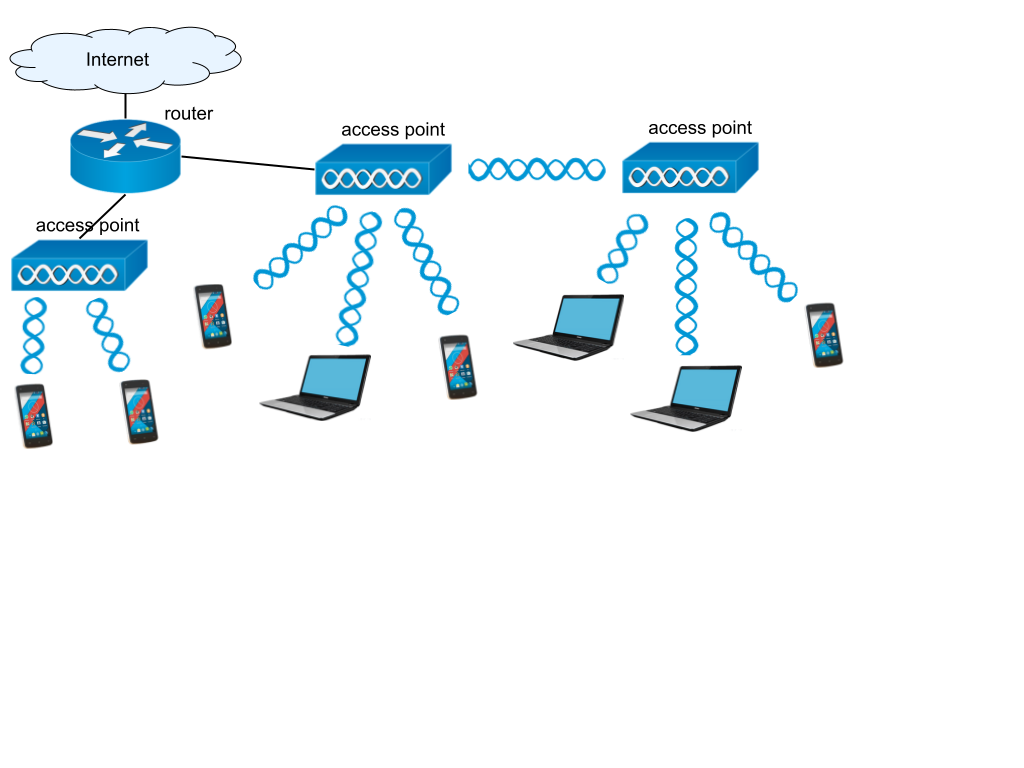 Internet
router
access point
access point
access point